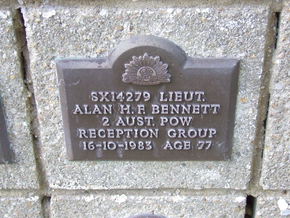 SX14279 LIEUT.
ALAN H. F. BENNETT
2 AUST. POW
RECEPTION GROUP
16-10-1983 AGE 77